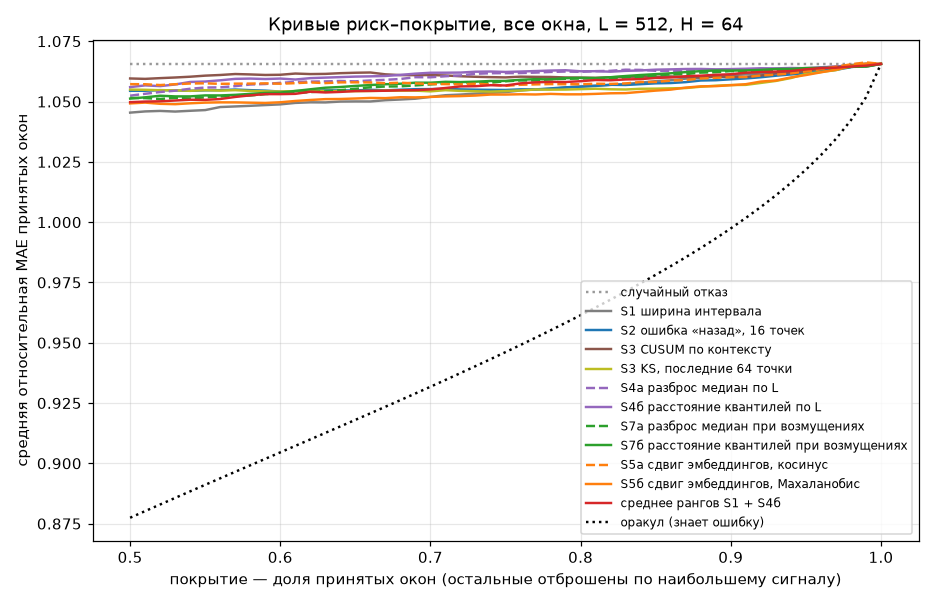 Кривые риск–покрытие, все окна, L = 512, H = 64
средняя относительная MAE принятых окон
1.075
1.050
1.025
1.000
0.975
0.950
0.925
0.900
0.875
случайный отказ
S1 ширина интервала
S2 ошибка «назад», 16 точек
S3 CUSUM по контексту
S3 KS, последние 64 точки
S4а разброс медиан по L
S4б расстояние квантилей по L
S7а разброс медиан при возмущениях
S7б расстояние квантилей при возмущениях
S5а сдвиг эмбеддингов, косинус
S5б сдвиг эмбеддингов, Махаланобис
среднее рангов S1 + S4б
оракул (знает ошибку)
0.5
0.6
0.7
0.8
0.9
1.0
покрытие — доля принятых окон (остальные отброшены по наибольшему сигналу)